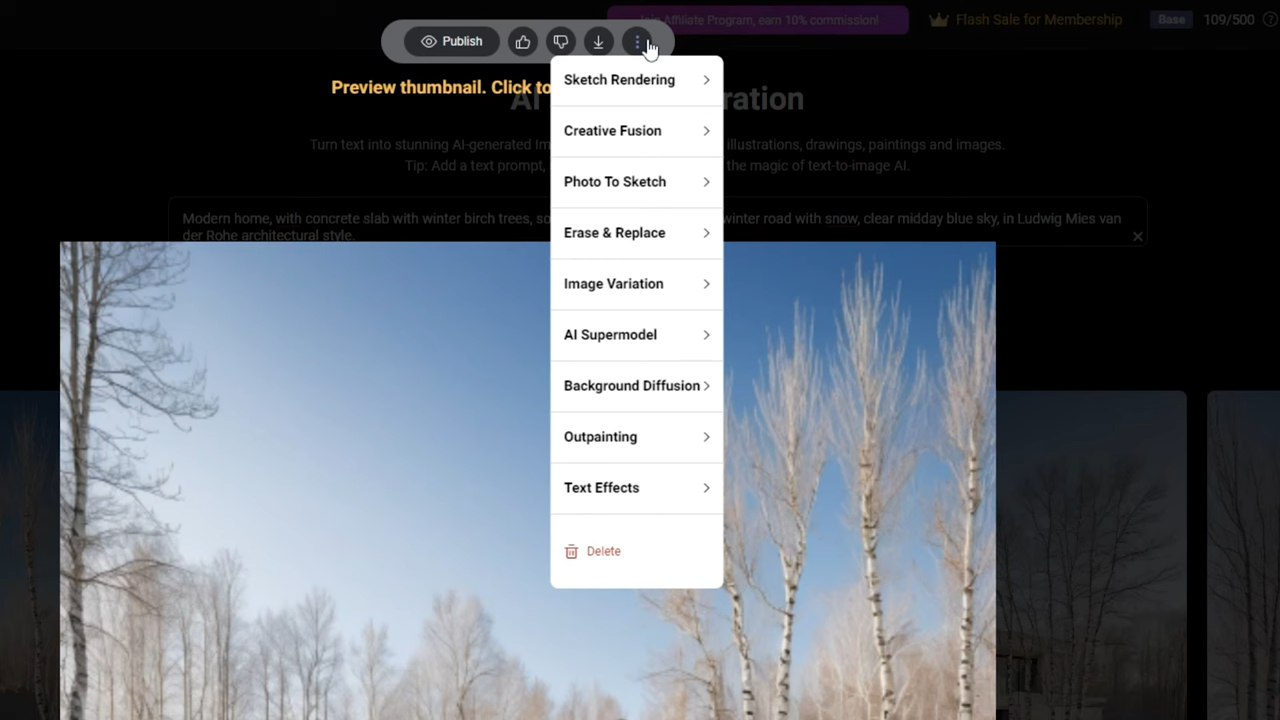 Join Affiliate Program, earn 10% commission!
Flash Sale for Membership
Base
109/500
Publish
Preview thumbnail. Click to
AI
ration
Turn text into stunning AI-generated Im
illustrations, drawings, paintings and images.
Tip: Add a text prompt,
the magic of text-to-image AI.
Modern home, with concrete slab with winter birch trees, so
winter road with snow, clear midday blue sky, in Ludwig Mies van
der Rohe architectural style.
Sketch Rendering
Creative Fusion
Photo To Sketch
Erase & Replace
Image Variation
AI Supermodel
Background Diffusion
Outpainting
Text Effects
Delete